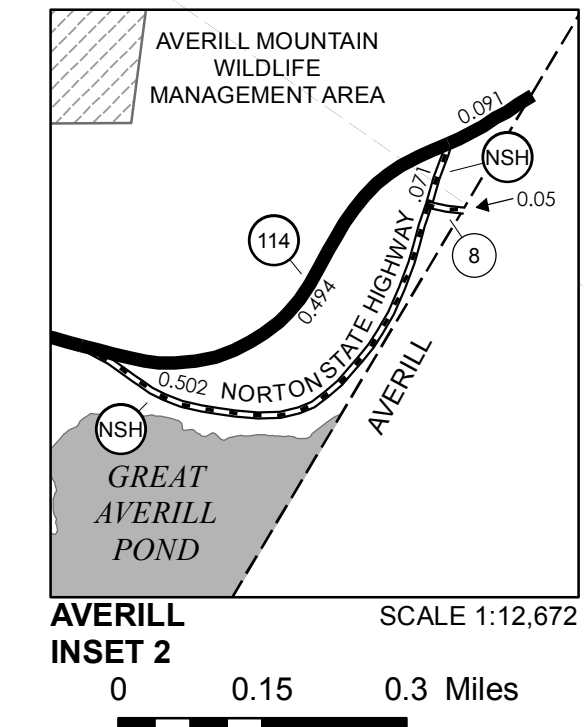 AVERILL MOUNTAIN
WILDLIFE
MANAGEMENT AREA
0.091
NSH
.071
0.05
8
114
0.494
NORTON STATE HIGHWAY
AVERILL
0.502
NSH
GREAT
AVERILL
POND
AVERILL SCALE 1:12,672
INSET 2
0 0.15 0.3 Miles